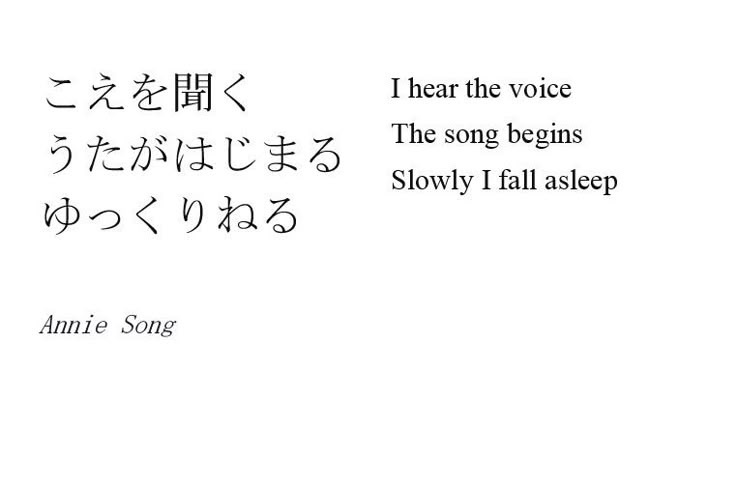 こえを聞く
うたがはじまる
ゆっくりねる
Annie Song
I hear the voice
The song begins
Slowly I fall asleep